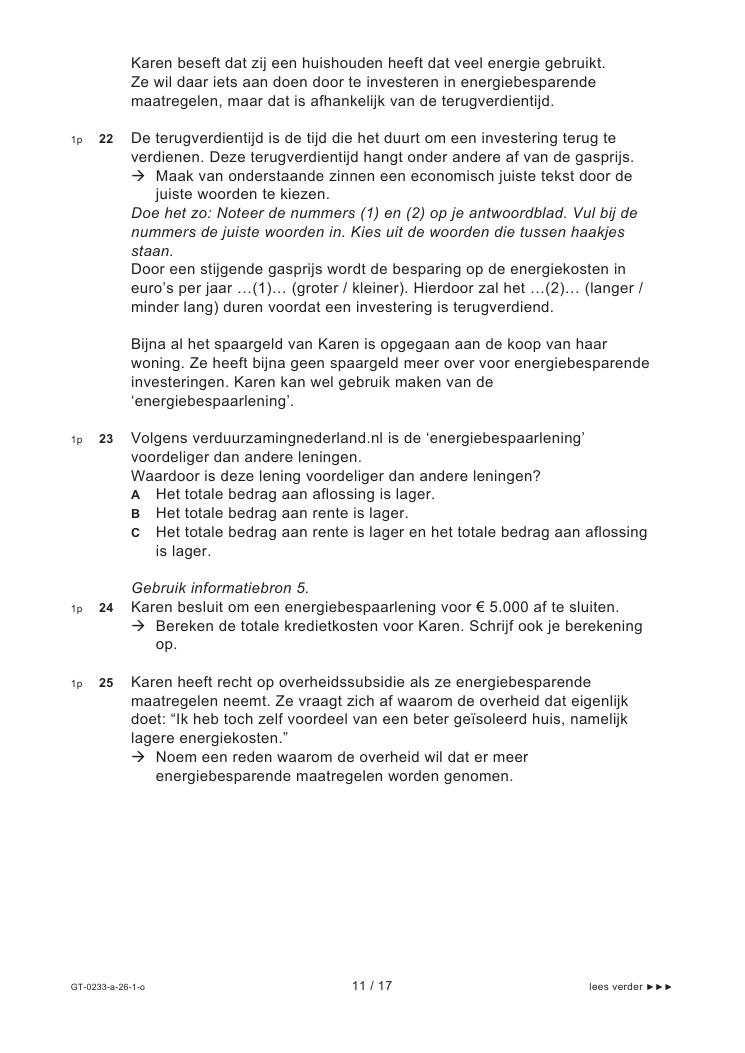 Karen beseft dat zij een huishouden heeft dat veel energie gebruikt.
Ze wil daar iets aan doen door te investeren in energiebesparende
maatregelen, maar dat is afhankelijk van de terugverdientijd.
1p 22 De terugverdientijd is de tijd die het duurt om een investering terug te
verdienen. Deze terugverdientijd hangt onder andere af van de gasprijs.
→ Maak van onderstaande zinnen een economisch juiste tekst door de
juiste woorden te kiezen.
Doe het zo: Noteer de nummers (1) en (2) op je antwoordblad. Vul bij de
nummers de juiste woorden in. Kies uit de woorden die tussen haakjes
staan.
Door een stijgende gasprijs wordt de besparing op de energiekosten in
euro’s per jaar …(1)… (groter / kleiner). Hierdoor zal het …(2)… (langer /
minder lang) duren voordat een investering is terugverdiend.
Bijna al het spaargeld van Karen is opgegaan aan de koop van haar
woning. Ze heeft bijna geen spaargeld meer over voor energiebesparende
investeringen. Karen kan wel gebruik maken van de
‘energiebespaarlening’.
1p 23 Volgens verduurzamingnederland.nl is de ‘energiebespaarlening’
voordeliger dan andere leningen.
Waardoor is deze lening voordeliger dan andere leningen?
A Het totale bedrag aan aflossing is lager.
B Het totale bedrag aan rente is lager.
C Het totale bedrag aan rente is lager en het totale bedrag aan aflossing
is lager.
Gebruik informatiebron 5.
1p 24 Karen besluit om een energiebespaarlening voor € 5.000 af te sluiten.
→ Bereken de totale kredietkosten voor Karen. Schrijf ook je berekening
op.
1p 25 Karen heeft recht op overheidssubsidie als ze energiebesparende
maatregelen neemt. Ze vraagt zich af waarom de overheid dat eigenlijk
doet: “Ik heb toch zelf voordeel van een beter geïsoleerd huis, namelijk
lagere energiekosten.”
→ Noem een reden waarom de overheid wil dat er meer
energiebesparende maatregelen worden genomen.
GT-0233-a-26-1-o 11 / 17 lees verder ►►►